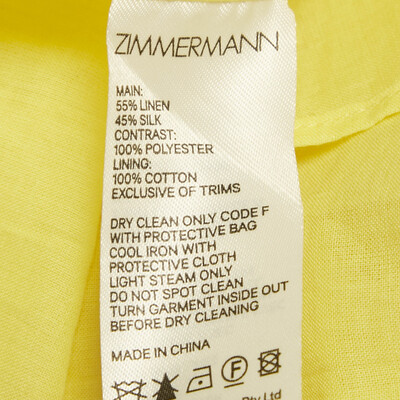 ZIMMERMANN
MAIN:
55% LINEN
45% SILK
CONTRAST:
100% POLYESTER
LINING:
100% COTTON
EXCLUSIVE OF TRIMS
DRY CLEAN ONLY CODE F
WITH PROTECTIVE BAG
COOL IRON WITH
PROTECTIVE CLOTH
LIGHT STEAM ONLY
DO NOT SPOT CLEAN
TURN GARMENT INSIDE OUT
BEFORE DRY CLEANING
MADE IN CHINA
F
Pty Ltd